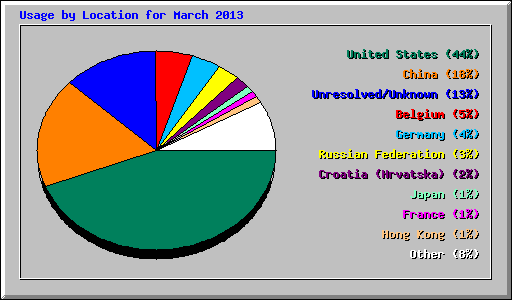 Usage by Location for March 2013
United States (44%)
China (18%)
Unresolved/Unknown (13%)
Belgium (5%)
Germany (4%)
Russian Federation (3%)
Croatia (Hrvatska) (2%)
Japan (1%)
France (1%)
Hong Kong (1%)
Other (8%)